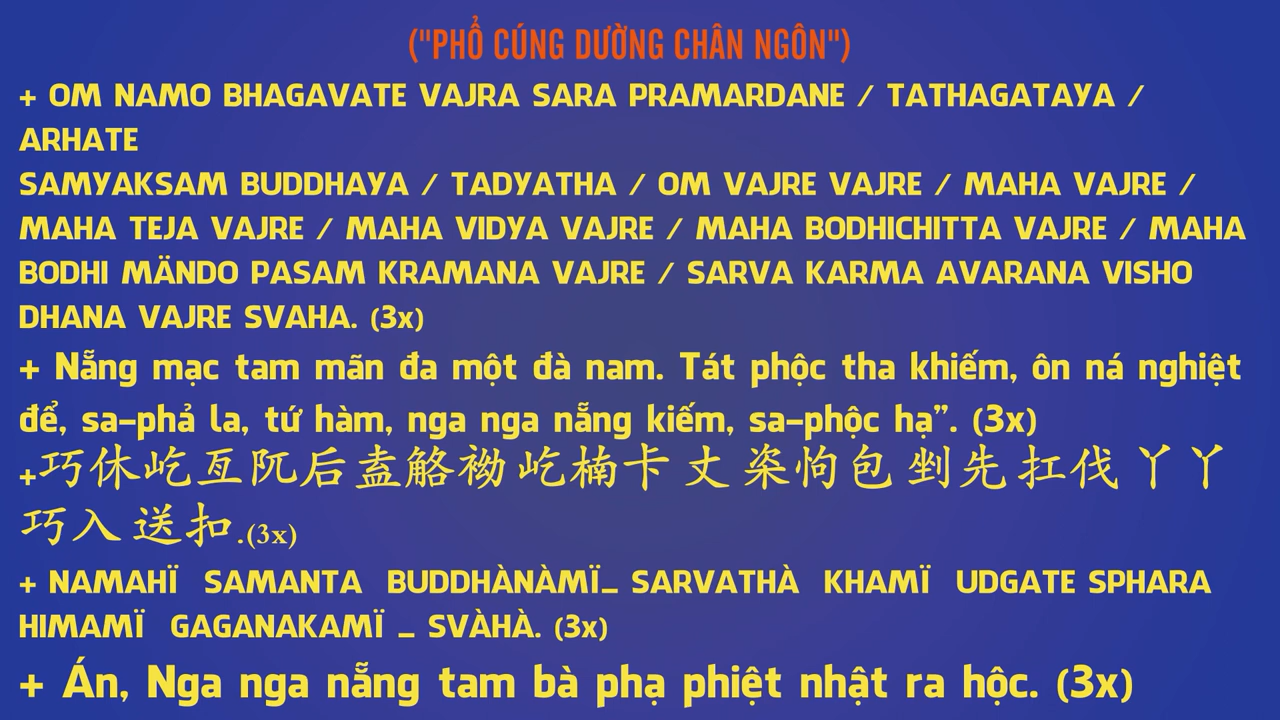 ("PHỔ CÚNG DƯỜNG CHÂN NGÔN")
+ OM NAMO BHAGAVATE VAJRA SARA PRAMARDANE / TATHAGATAYA /
ARHATE
SAMYAKSAM BUDDHAYA / TADYATHA / OM VAJRE VAJRE / MAHA VAJRE /
MAHA TEJA VAJRE / MAHA VIDYA VAJRE / MAHA BODHICHITTA VAJRE / MAHA
BODHI MÄNDO PASAM KRAMANA VAJRE / SARVA KARMA AVARANA VISHO
DHANA VAJRE SVAHA. (3x)
+ Nẵng mạc tam mãn đa một đà nam. Tát phộc tha khiếm, ôn ná nghiệt
để, sa-phả la, tứ hàm, nga nga nẵng kiếm, sa-phộc hạ”. (3x)
+巧休屹亙阢后盍觡袎屹楠卡丈栥怐包剉先扛伐丫丫
巧入送扣.(3x)
+ NAMAHÏ SAMANTA BUDDHÀNÀMÏ_ SARVATHÀ KHAMÏ UDGATE SPHARA
HIMAMÏ GAGANAKAMÏ _ SVÀHÀ. (3x)
+ Án, Nga nga nẵng tam bà phạ phiệt nhật ra hộc. (3x)